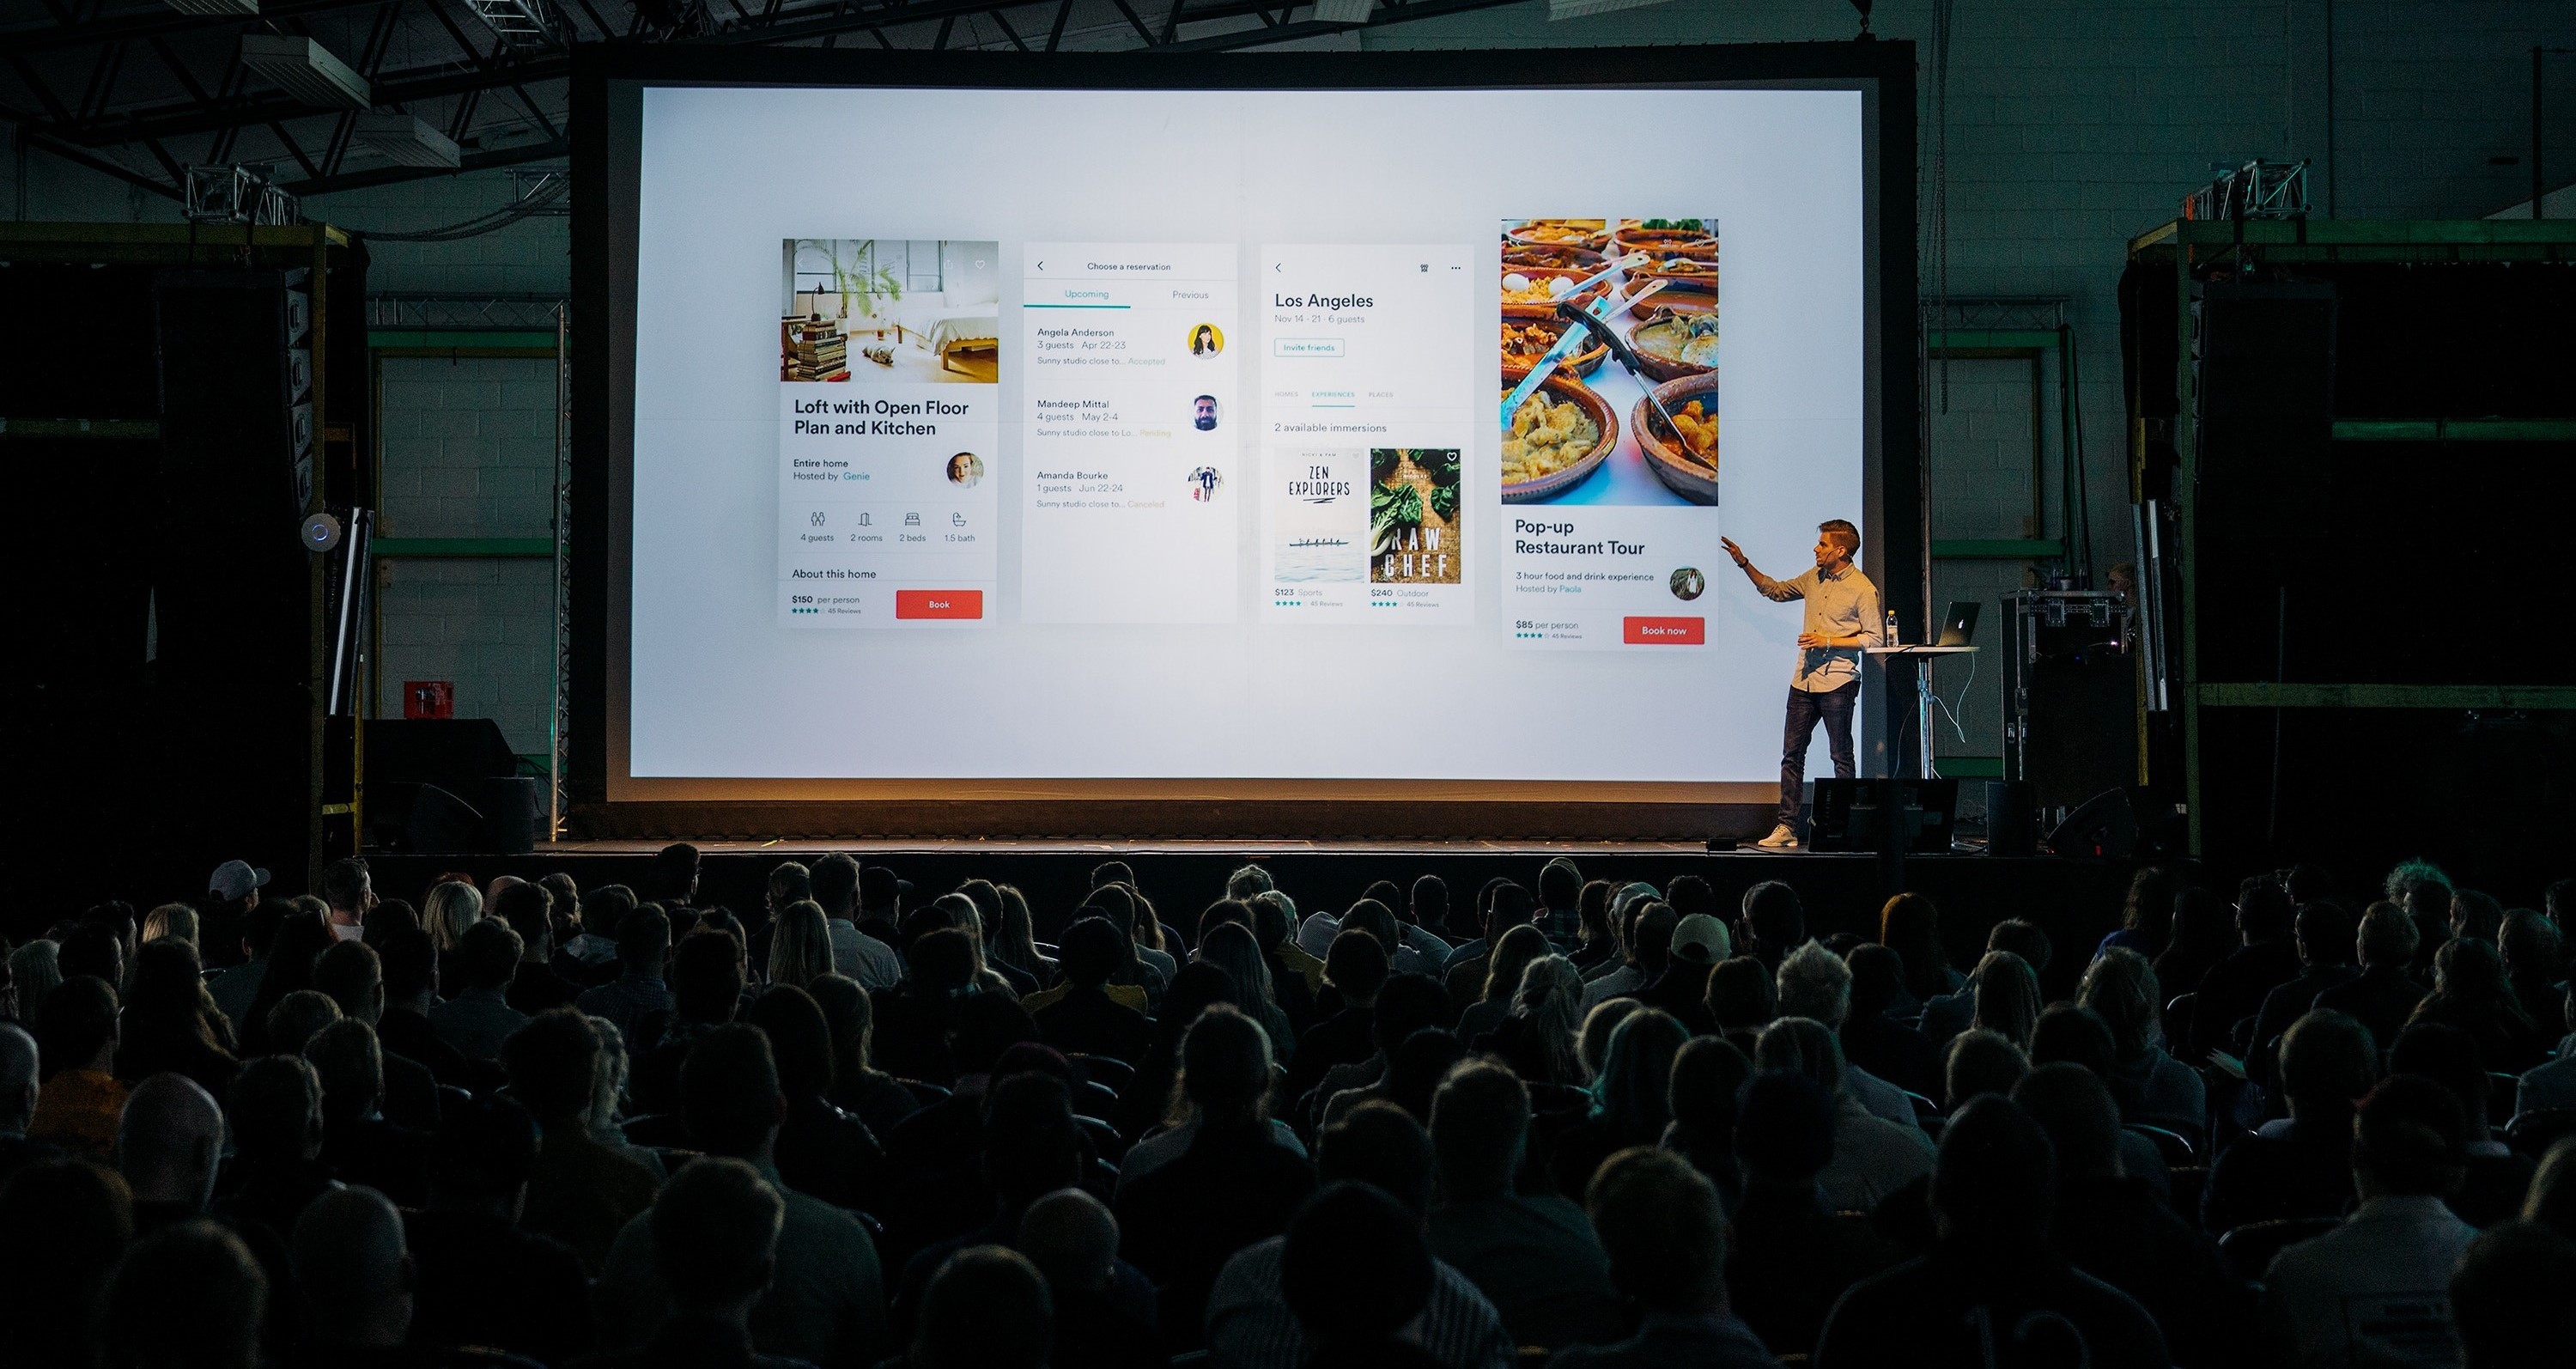 Loft with Open Floor
Plan and Kitchen
Entire home
Hosted by Genie
4 guests 2 rooms 2 beds 1.5 bath
About this home
$150 per person
45 Reviews
Book
Choose a reservation
Upcoming Previous
Angela Anderson
3 guests Apr 22-23
Sunny studio close to... Accepted
Mandeep Mittal
4 guests May 2-4
Sunny studio close to Lo... Pending
Amanda Bourke
1 guests Jun 22-24
Sunny studio close to... Canceled
Los Angeles
Nov 14 - 21 · 6 guests
Invite friends
HOMES EXPERIENCES PLACES
2 available immersions
ZEN
EXPLORERS
RAW
CHEF
$123 Sports
45 Reviews
$240 Outdoor
45 Reviews
Pop-up
Restaurant Tour
3 hour food and drink experience
Hosted by Paola
$85 per person
45 Reviews
Book now